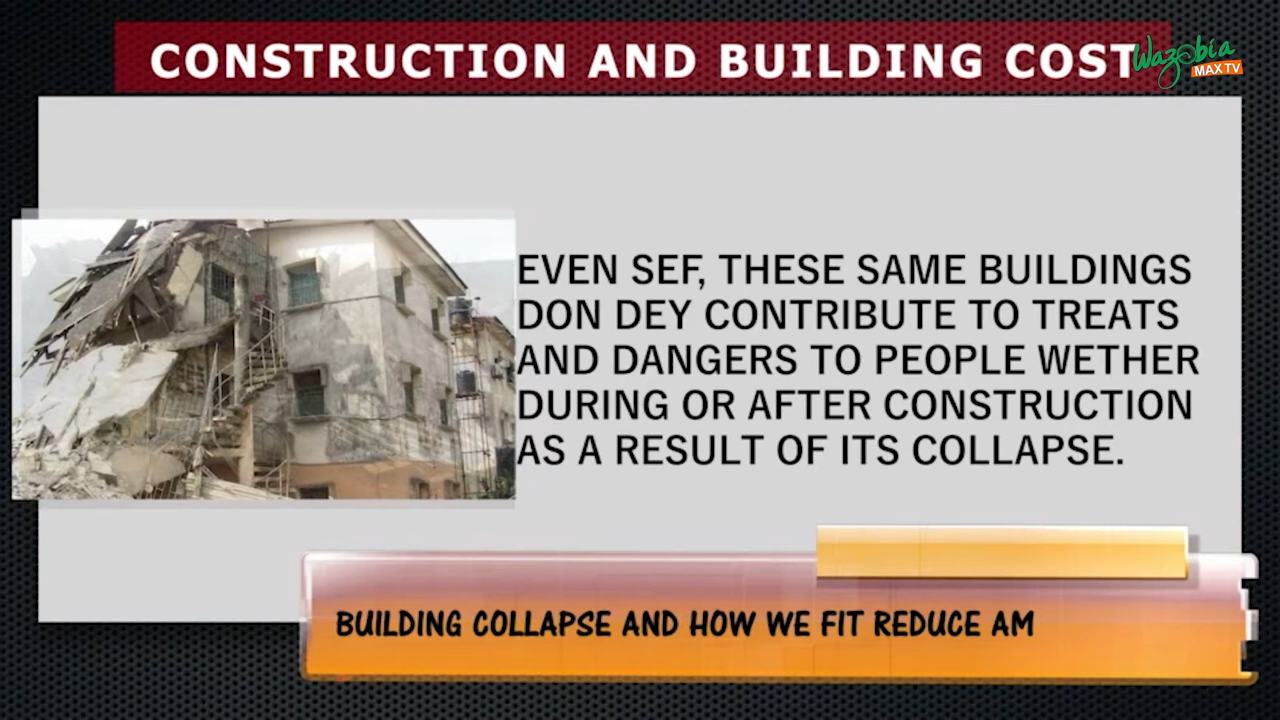 CONSTRUCTION AND BUILDING COST
Wazobia
MAX TV
EVEN SEF, THESE SAME BUILDINGS
DON DEY CONTRIBUTE TO TREATS
AND DANGERS TO PEOPLE WETHER
DURING OR AFTER CONSTRUCTION
AS A RESULT OF ITS COLLAPSE.
BUILDING COLLAPSE AND HOW WE FIT REDUCE AM